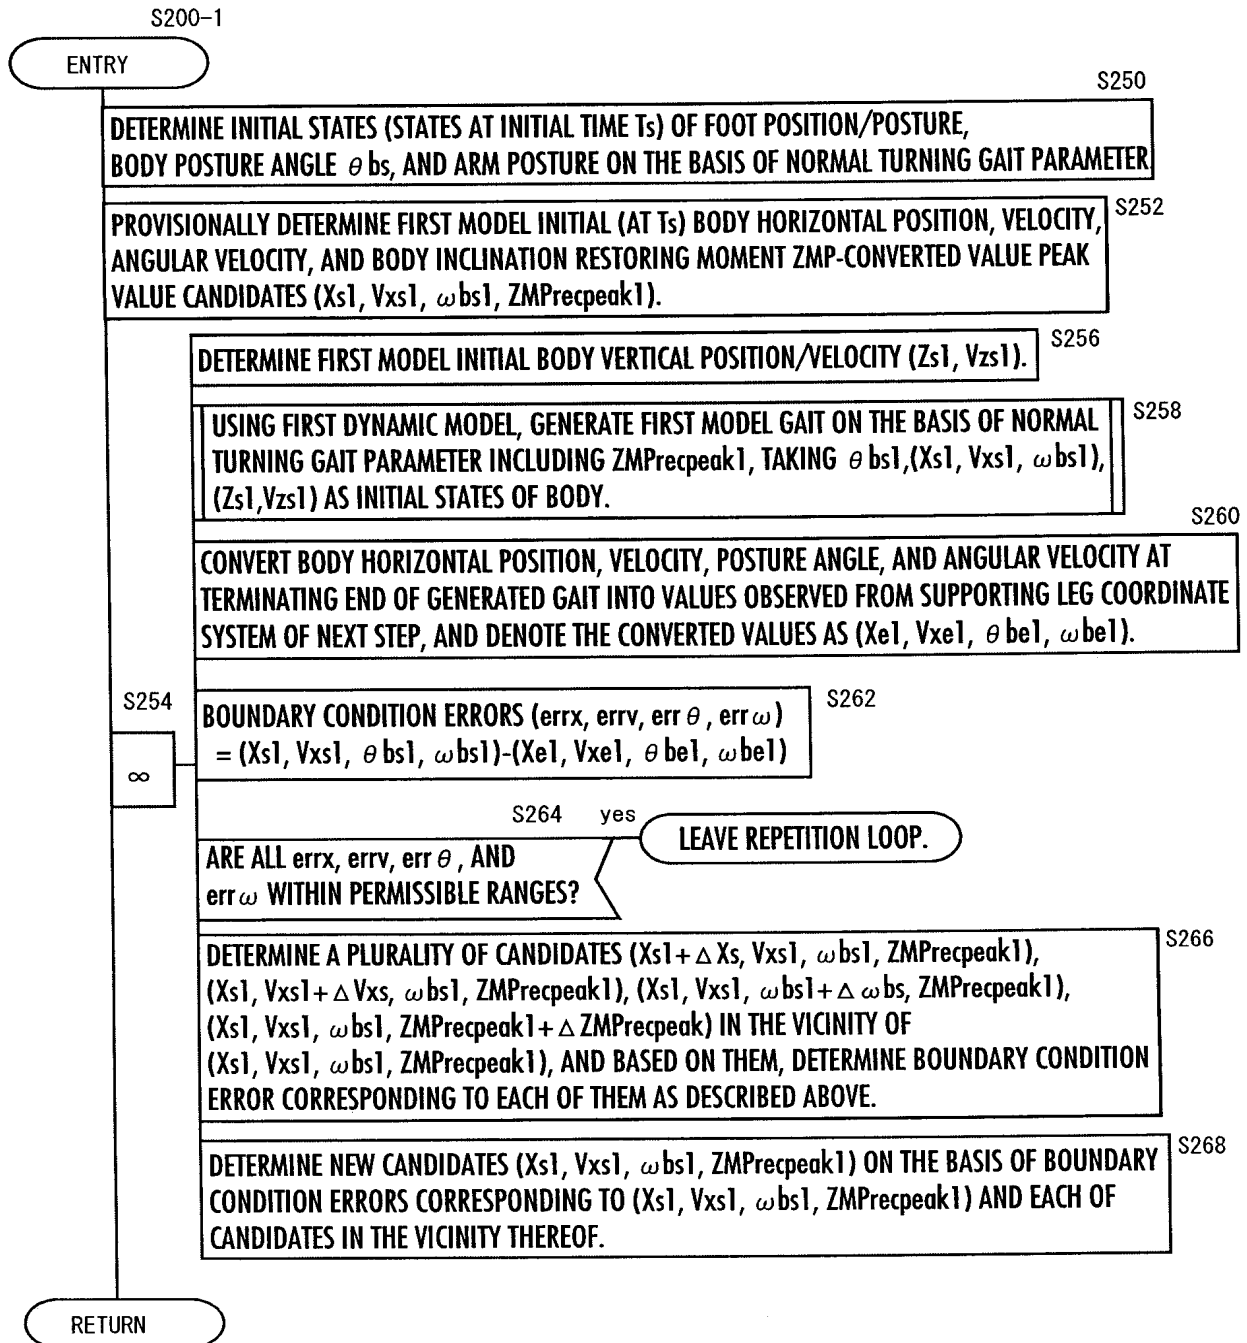 S200-1
ENTRY
S250
DETERMINE INITIAL STATES (STATES AT INITIAL TIME Ts) OF FOOT POSITION/POSTURE,
BODY POSTURE ANGLE θbs, AND ARM POSTURE ON THE BASIS OF NORMAL TURNING GAIT PARAMETER
S252
PROVISIONALLY DETERMINE FIRST MODEL INITIAL (AT Ts) BODY HORIZONTAL POSITION, VELOCITY,
ANGULAR VELOCITY, AND BODY INCLINATION RESTORING MOMENT ZMP-CONVERTED VALUE PEAK
VALUE CANDIDATES (Xs1, Vxs1, ωbs1, ZMPrecpeak1).
S256
DETERMINE FIRST MODEL INITIAL BODY VERTICAL POSITION/VELOCITY (Zs1, Vzs1).
S258
USING FIRST DYNAMIC MODEL, GENERATE FIRST MODEL GAIT ON THE BASIS OF NORMAL
TURNING GAIT PARAMETER INCLUDING ZMPrecpeak1, TAKING θbs1,(Xs1, Vxs1, ωbs1),
(Zs1,Vzs1) AS INITIAL STATES OF BODY.
S260
CONVERT BODY HORIZONTAL POSITION, VELOCITY, POSTURE ANGLE, AND ANGULAR VELOCITY AT
TERMINATING END OF GENERATED GAIT INTO VALUES OBSERVED FROM SUPPORTING LEG COORDINATE
SYSTEM OF NEXT STEP, AND DENOTE THE CONVERTED VALUES AS (Xe1, Vxe1, θbe1, ωbe1).
S254
∞
S262
BOUNDARY CONDITION ERRORS (errx, errv, errθ, errω)
= (Xs1, Vxs1, θbs1, ωbs1)-(Xe1, Vxe1, θbe1, ωbe1)
S264 yes
LEAVE REPETITION LOOP.
ARE ALL errx, errv, errθ, AND
errω WITHIN PERMISSIBLE RANGES?
S266
DETERMINE A PLURALITY OF CANDIDATES (Xs1+△Xs, Vxs1, ωbs1, ZMPrecpeak1),
(Xs1, Vxs1+△Vxs, ωbs1, ZMPrecpeak1), (Xs1, Vxs1, ωbs1+△ωbs, ZMPrecpeak1),
(Xs1, Vxs1, ωbs1, ZMPrecpeak1+△ZMPrecpeak) IN THE VICINITY OF
(Xs1, Vxs1, ωbs1, ZMPrecpeak1), AND BASED ON THEM, DETERMINE BOUNDARY CONDITION
ERROR CORRESPONDING TO EACH OF THEM AS DESCRIBED ABOVE.
S268
DETERMINE NEW CANDIDATES (Xs1, Vxs1, ωbs1, ZMPrecpeak1) ON THE BASIS OF BOUNDARY
CONDITION ERRORS CORRESPONDING TO (Xs1, Vxs1, ωbs1, ZMPrecpeak1) AND EACH OF
CANDIDATES IN THE VICINITY THEREOF.
RETURN